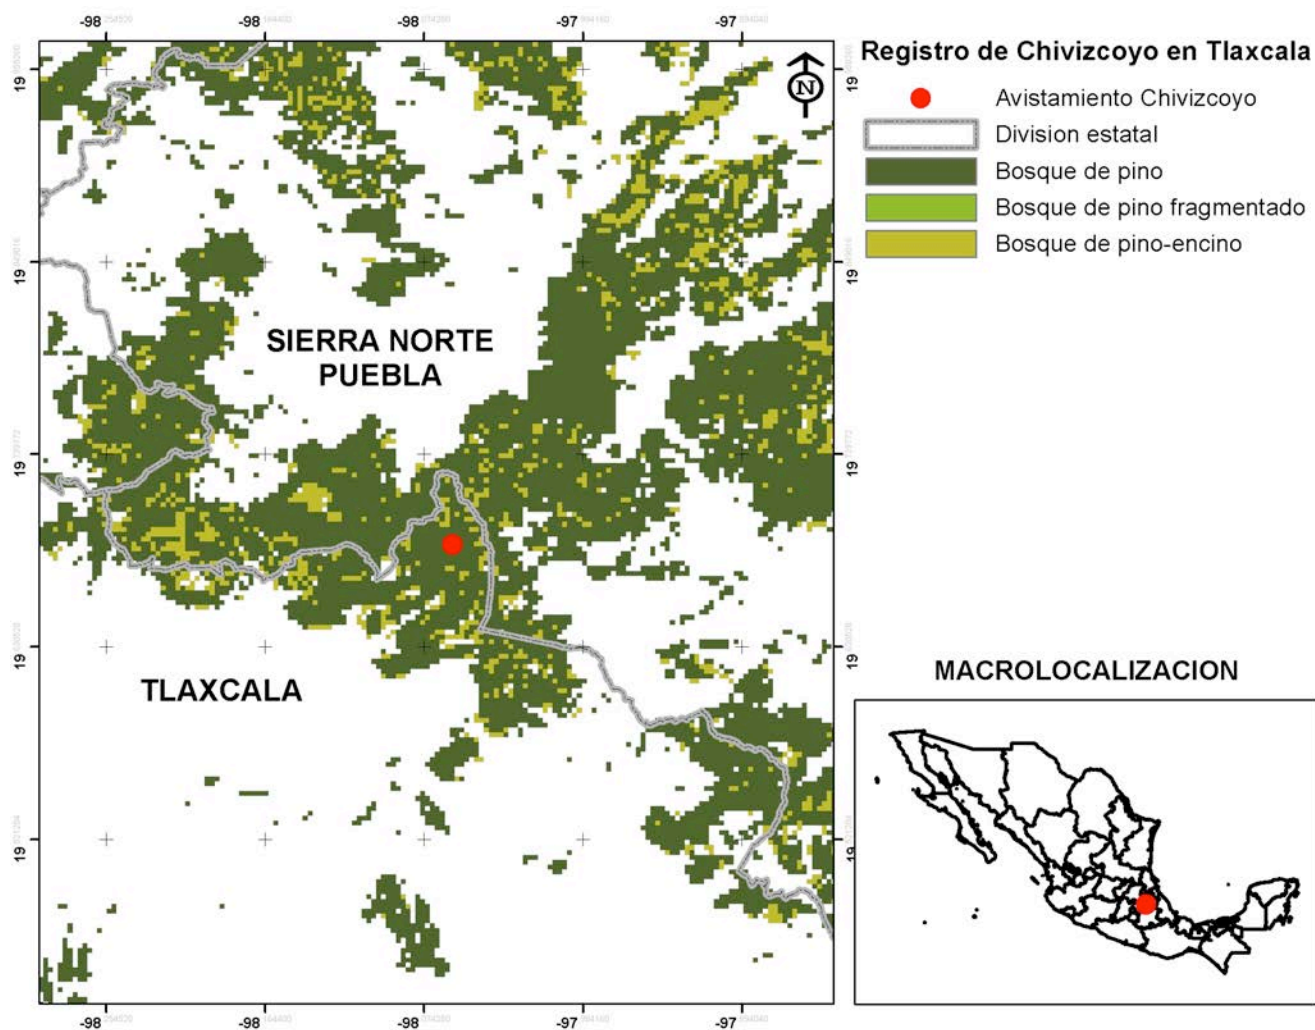 -98 -98 -98 -97 -97
Registro de Chivizcoyo en Tlaxcala
N
Avistamiento Chivizcoyo
Division estatal
Bosque de pino
Bosque de pino fragmentado
Bosque de pino-encino
19 19
19 19
SIERRA NORTE
PUEBLA
19 19
19 19
TLAXCALA
MACROLOCALIZACION
19 19
-98 -98 -98 -97 -97